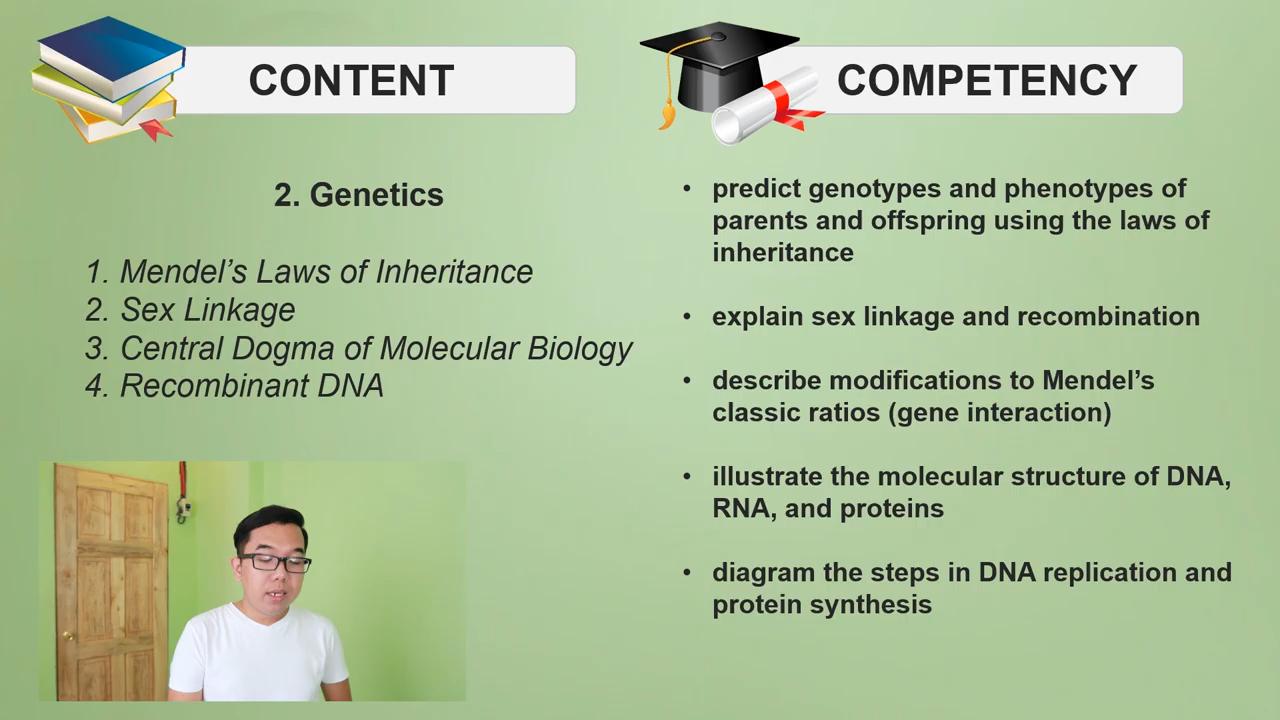 CONTENT
2. Genetics
1. Mendel’s Laws of Inheritance
2. Sex Linkage
3. Central Dogma of Molecular Biology
4. Recombinant DNA
COMPETENCY
• predict genotypes and phenotypes of
parents and offspring using the laws of
inheritance
• explain sex linkage and recombination
• describe modifications to Mendel’s
classic ratios (gene interaction)
• illustrate the molecular structure of DNA,
RNA, and proteins
• diagram the steps in DNA replication and
protein synthesis